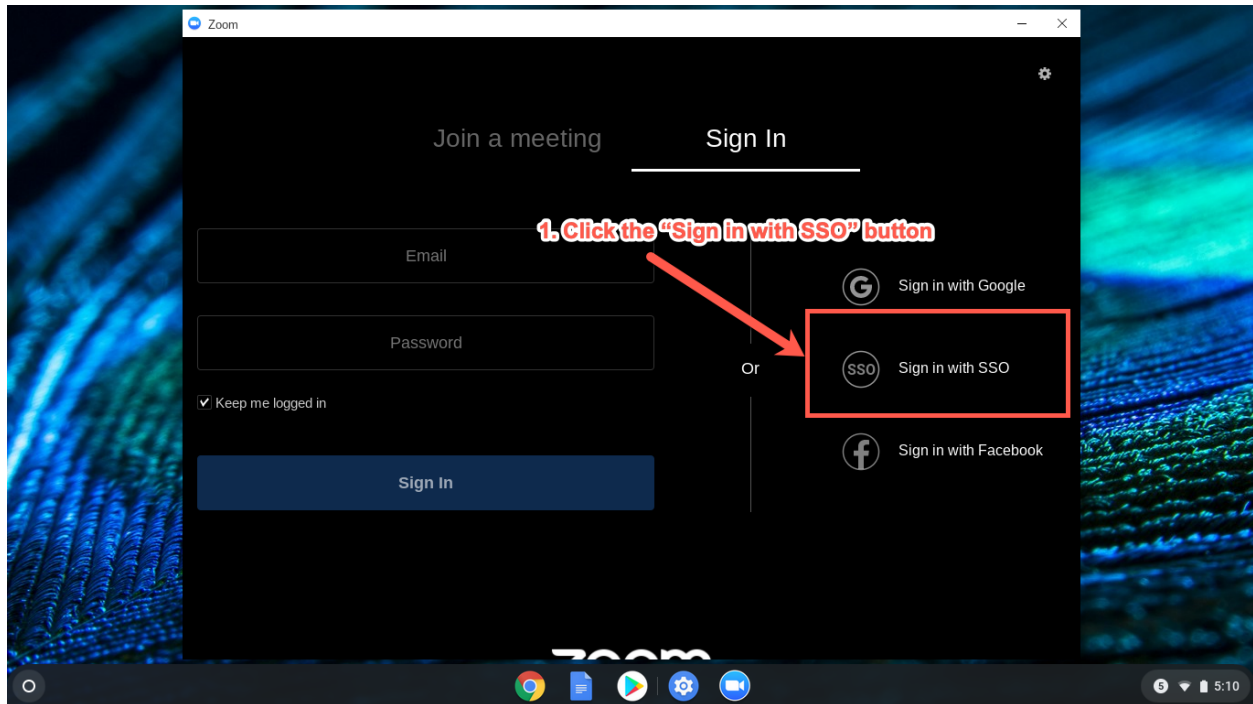 Zoom
Join a meeting
Sign In
1. Click the “Sign in with SSO” button
Email
Sign in with Google
Password
Or
SSO
Sign in with SSO
Keep me logged in
Sign in with Facebook
Sign In
zoom
5
5:10